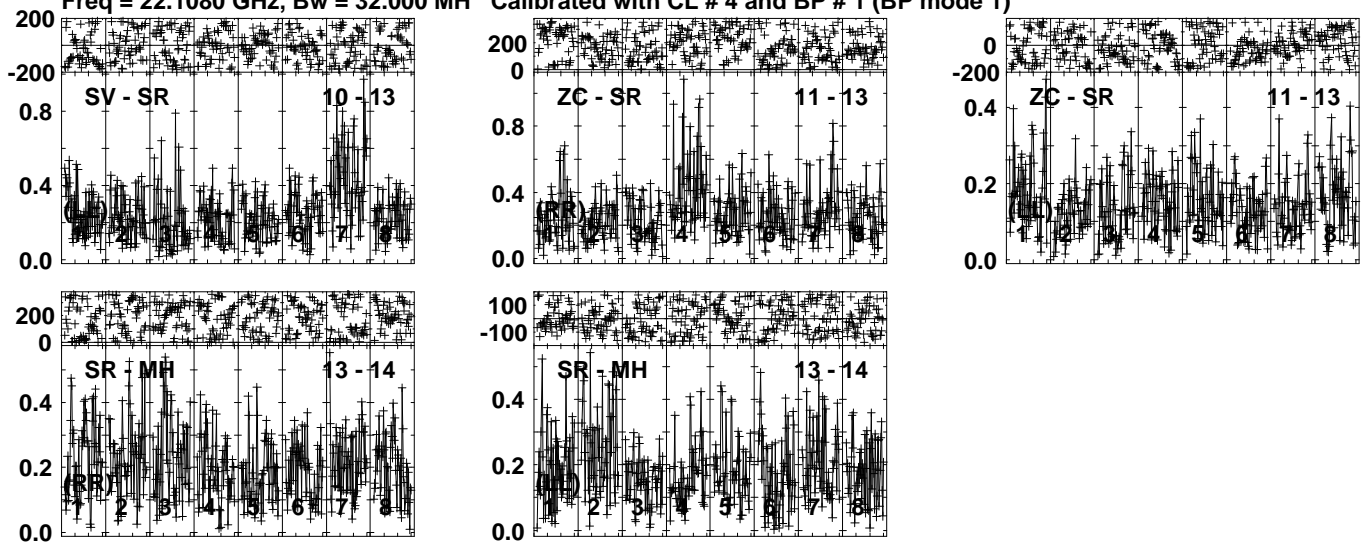 Freq = 22.1080 GHz, Bw = 32.000 MH Calibrated with CL # 4 and BP # 1 (BP mode 1)
200
-200
SV - SR 10 - 13
0.8
0.4
0.0
(LL)
1 2 3 4 5 6 7 8
200
0
ZC - SR 11 - 13
0.8
0.4
0.0
(RR)
1 2 3 4 5 6 7 8
0
-200
ZC - SR 11 - 13
0.4
0.2
0.0
(LL)
1 2 3 4 5 6 7 8
200
0
SR - MH 13 - 14
0.4
0.2
0.0
(RR)
1 2 3 4 5 6 7 8
100
-100
SR - MH 13 - 14
0.4
0.2
0.0
(LL)
1 2 3 4 5 6 7 8